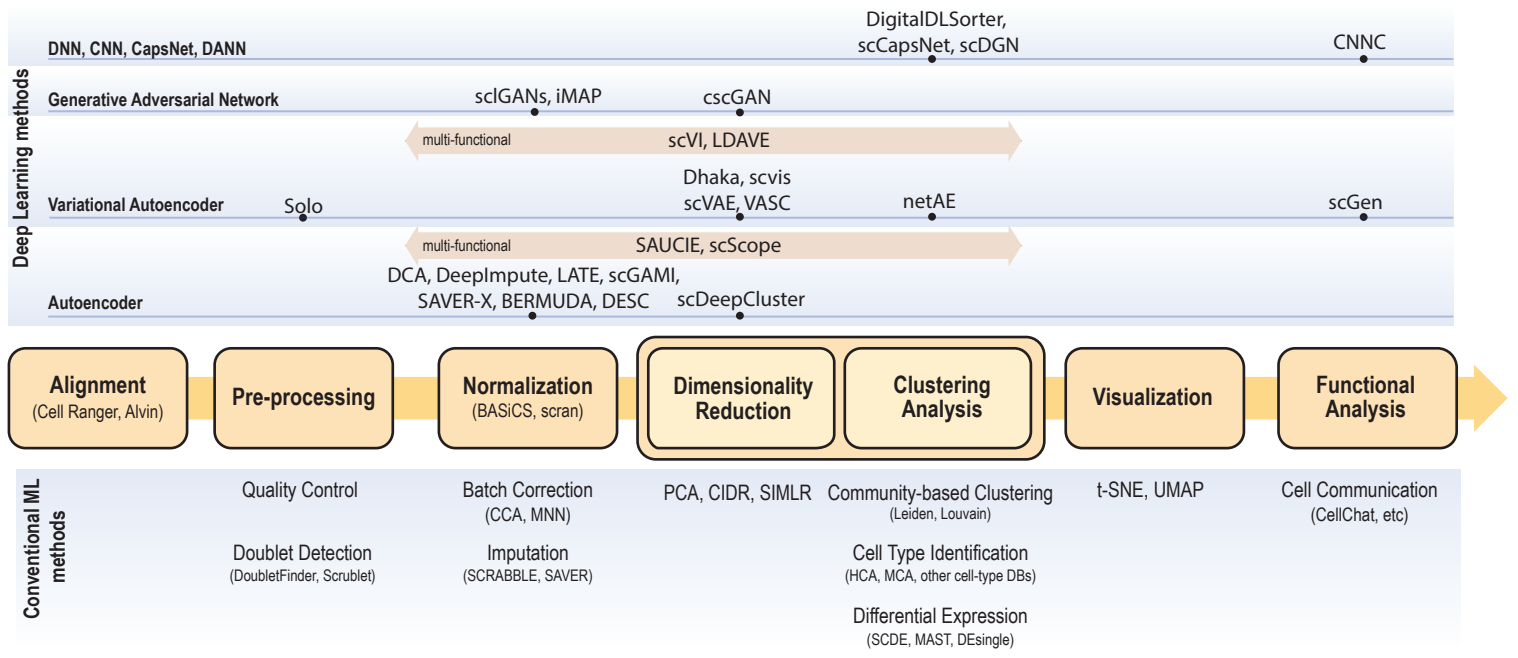 Deep Learning methods
DNN, CNN, CapsNet, DANN
DigitalDLSorter,
scCapsNet, scDGN
CNNC
Generative Adversarial Network
scIGANs, iMAP
cscGAN
multi-functional
scVI, LDAVE
Variational Autoencoder
Solo
Dhaka, scvis
scVAE, VASC
netAE
scGen
multi-functional
SAUCIE, scScope
Autoencoder
DCA, DeepImpute, LATE, scGAMI,
SAVER-X, BERMUDA, DESC
scDeepCluster
Alignment
(Cell Ranger, Alvin)
Pre-processing
Normalization
(BASiCS, scran)
Dimensionality
Reduction
Clustering
Analysis
Visualization
Functional
Analysis
Conventional ML
methods
Quality Control
Doublet Detection
(DoubletFinder, Scrublet)
Batch Correction
(CCA, MNN)
Imputation
(SCRABBLE, SAVER)
PCA, CIDR, SIMLR
Community-based Clustering
(Leiden, Louvain)
Cell Type Identification
(HCA, MCA, other cell-type DBs)
Differential Expression
(SCDE, MAST, DEsingle)
t-SNE, UMAP
Cell Communication
(CellChat, etc)